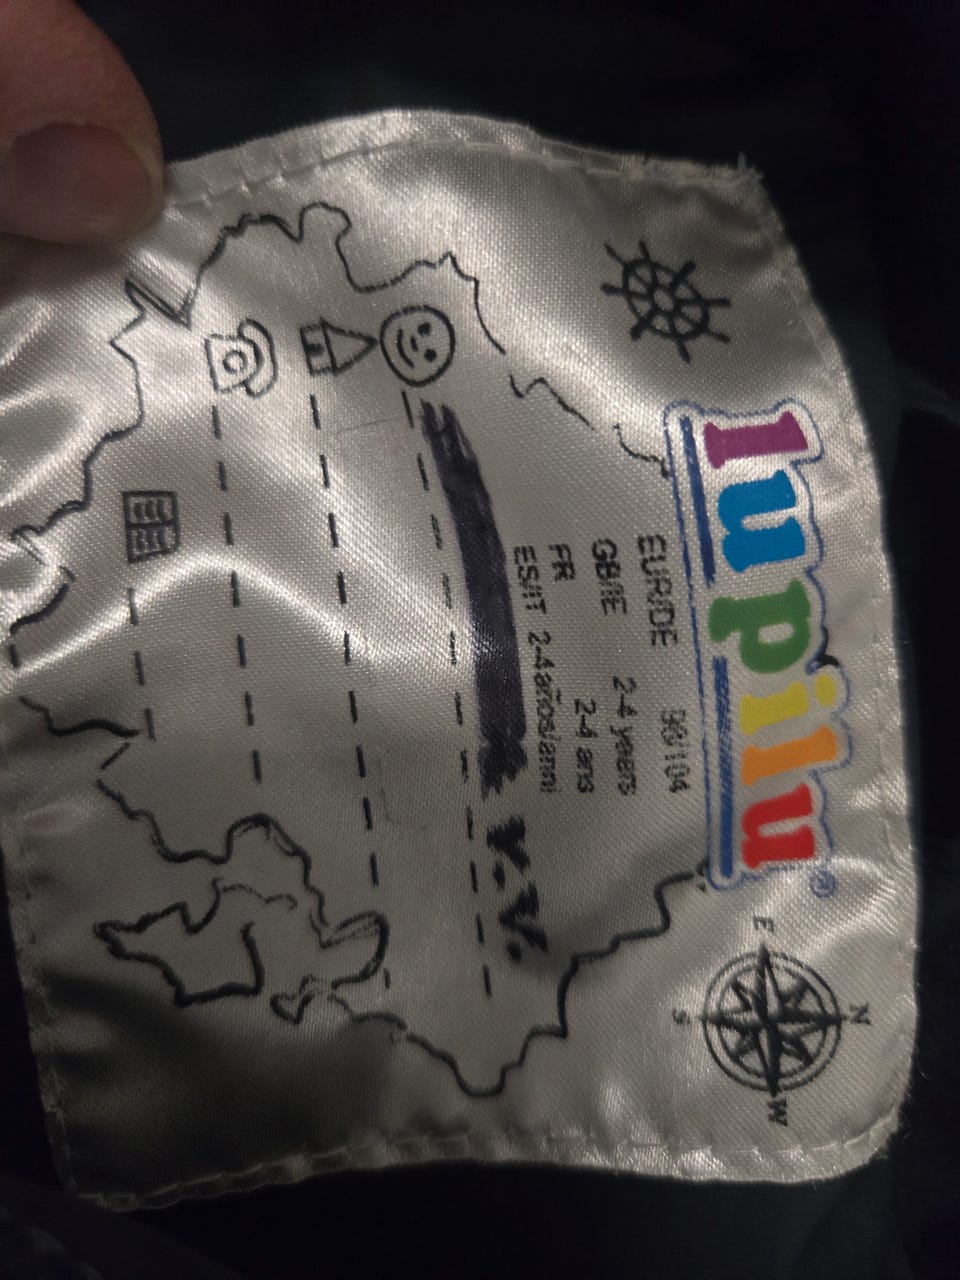 lupilu®
N
E W
S
EUR/DE 98/104
GB/IE 2-4 years
FR 2-4 ans
ES/IT 2-4 años/anni